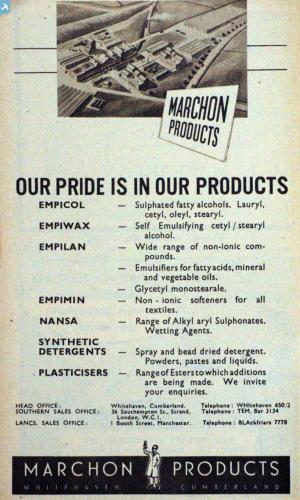 MARCHON
PRODUCTS
OUR PRIDE IS IN OUR PRODUCTS
EMPICOL — Sulphated fatty alcohols. Lauryl,
cetyl, oleyl, stearyl.
EMPIWAX — Self Emulsifying cetyl/stearyl
alcohol.
EMPILAN — Wide range of non-ionic com-
pounds.
— Emulsifiers for fatty acids, mineral
and vegetable oils.
— Glycetyl monostearale.
EMPIMIN — Non-ionic softeners for all
textiles.
NANSA — Range of Alkyl aryl Sulphonates.
Wetting Agents.
SYNTHETIC
DETERGENTS — Spray and bead dried detergent.
Powders, pastes and liquids.
PLASTICISERS — Range of Esters to which additions
are being made. We invite
your enquiries.
HEAD OFFICE: Whitehaven, Cumberland. Telephone: WHitehaven 650/2
SOUTHERN SALES OFFICE: 36 Southampton St., Strand, Telephone: TEM. Bar 3134
London, W.C.1.
LANCS. SALES OFFICE: 1 Booth Street, Manchester. Telephone: BLAckfriars 7778
MARCHON PRODUCTS
WHITEHAVEN CUMBERLAND